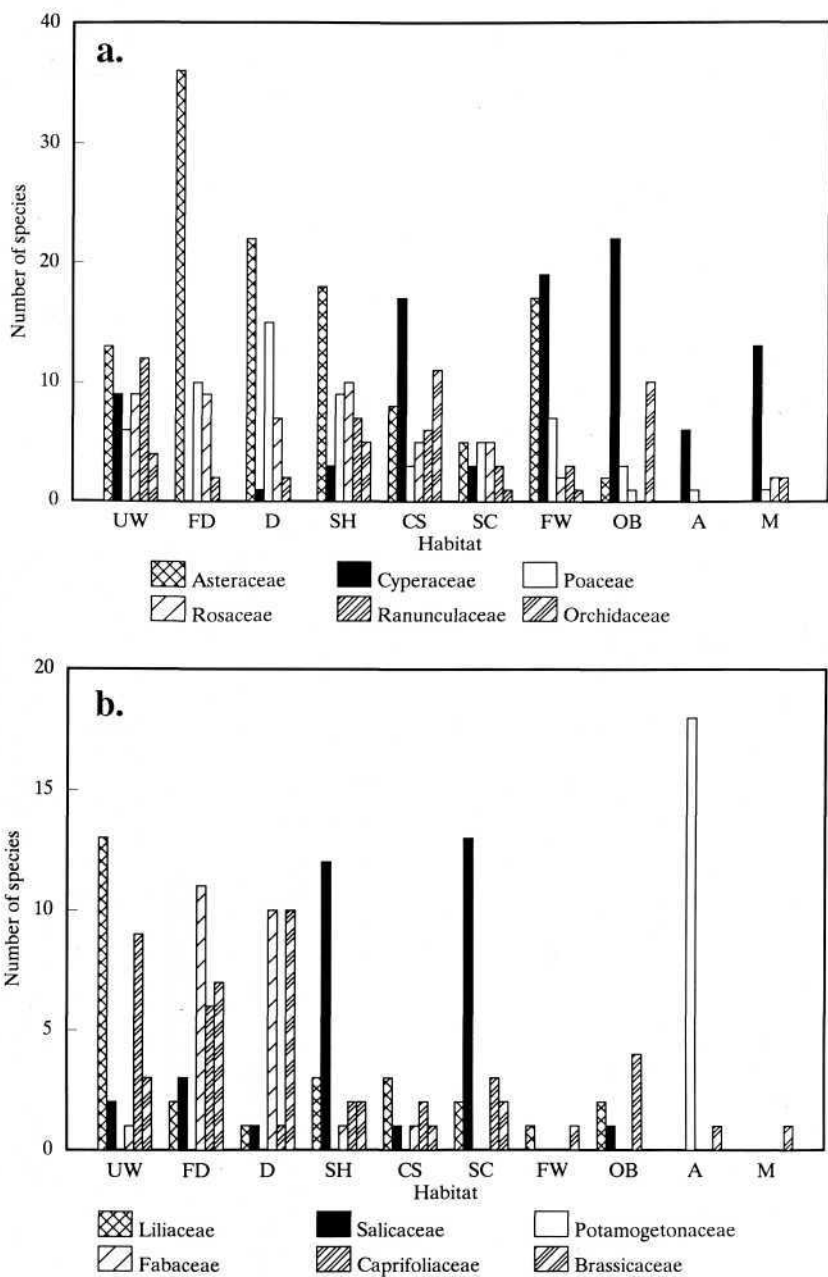 a.
40
30
20
10
0
Number of species
UW FD D SH CS SC FW OB A M
Habitat
Asteraceae Cyperaceae Poaceae
Rosaceae Ranunculaceae Orchidaceae
b.
20
15
10
5
0
Number of species
UW FD D SH CS SC FW OB A M
Habitat
Liliaceae Salicaceae Potamogetonaceae
Fabaceae Caprifoliaceae Brassicaceae